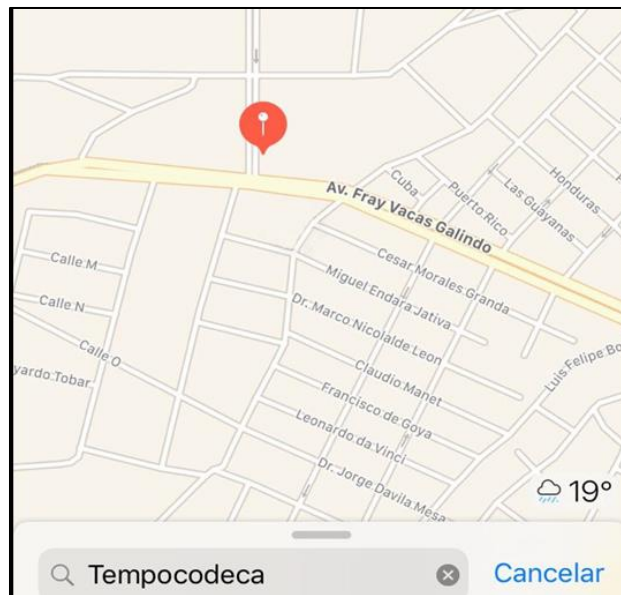 Cuba
Puerto Rico
Las Guayanas
Honduras
Av. Fray Vacas Galindo
Cesar Morales Granda
Miguel Endara Jativa
Dr. Marco Nicolalde Leon
Claudio Manet
Francisco de Goya
Leonardo da Vinci
Dr. Jorge Davila Mesa
Luis Felipe Bo
Calle M
Calle N
Calle O
yardo Tobar
19°
Tempocodeca
Cancelar